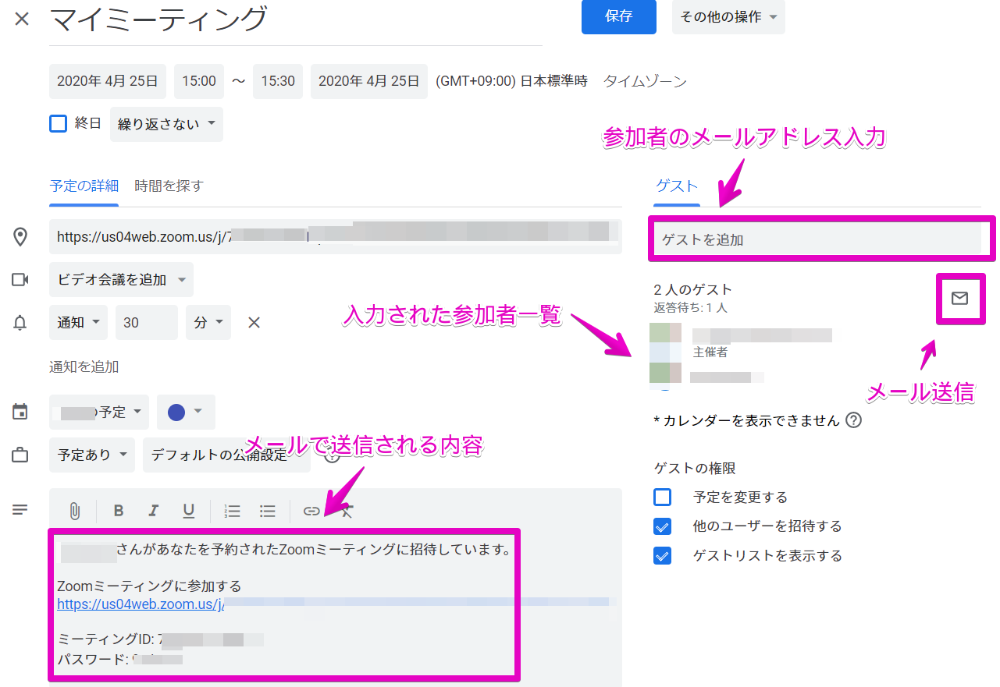 マイミーティング
保存
その他の操作
2020年 4月 25日 15:00 ～ 15:30 2020年 4月 25日 (GMT+09:00) 日本標準時 タイムゾーン
終日 繰り返さない
参加者のメールアドレス入力
予定の詳細 時間を探す
ゲスト
https://us04web.zoom.us/j/7
ゲストを追加
ビデオ会議を追加
2 人のゲスト
返答待ち: 1 人
通知 30 分
入力された参加者一覧
主催者
通知を追加
メール送信
の予定
* カレンダーを表示できません
予定あり デフォルトの公開設定
メールで送信される内容
ゲストの権限
予定を変更する
他のユーザーを招待する
ゲストリストを表示する
B I U
さんがあなたを予約されたZoomミーティングに招待しています。
Zoomミーティングに参加する
https://us04web.zoom.us/j/
ミーティングID: 7
パスワード: